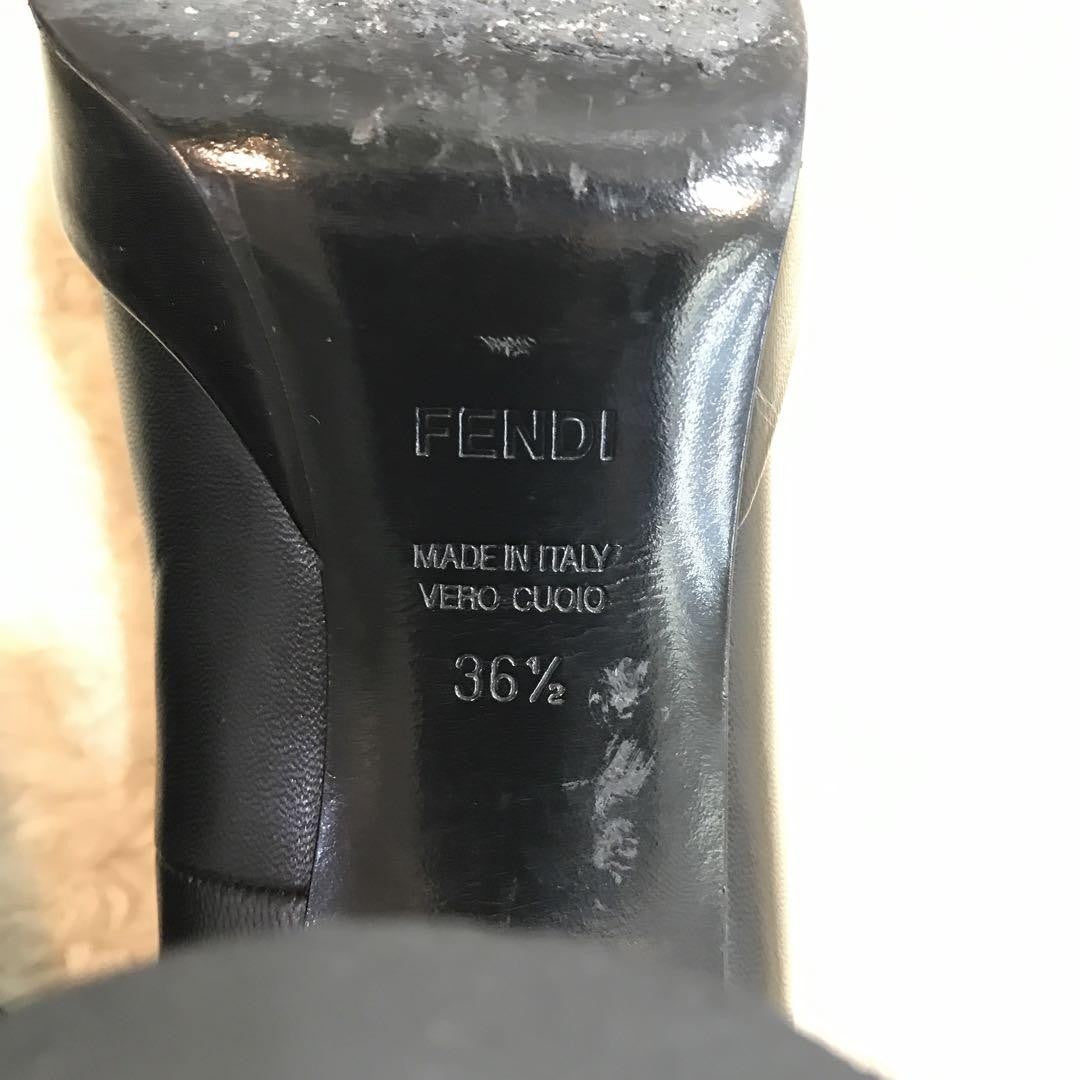 FENDI
MADE IN ITALY
VERO CUOIO
36½